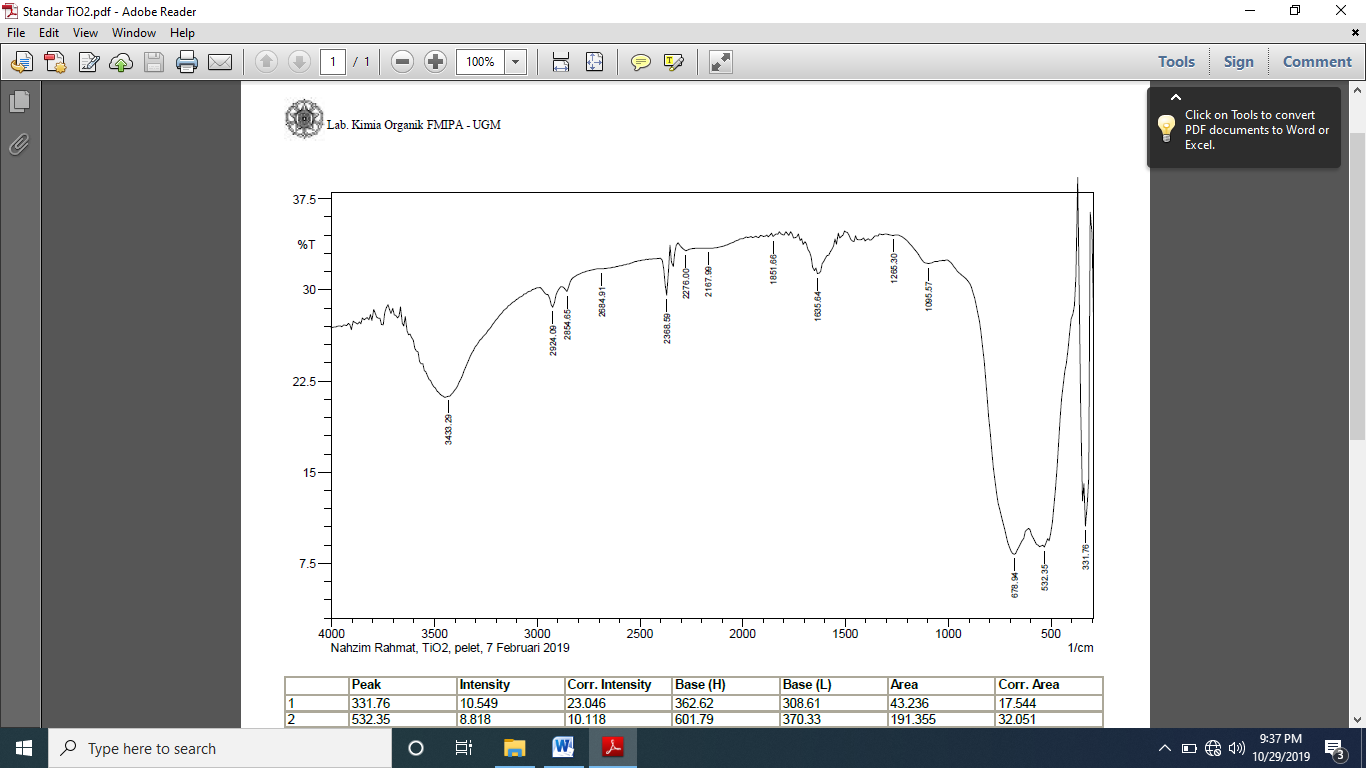 Standar TiO2.pdf - Adobe Reader
File Edit View Window Help
1 / 1 100% Tools Sign Comment
Click on Tools to convert
PDF documents to Word or
Excel.
Lab. Kimia Organik FMIPA - UGM
37.5
%T
30
22.5
15
7.5
3433.29
2924.09
2854.65
2684.91
2368.59
2276.00
2167.99
1851.66
1635.64
1265.30
1095.57
678.94
532.35
331.76
4000 3500 3000 2500 2000 1500 1000 500
Nahzim Rahmat, TiO2, pelet, 7 Februari 2019 1/cm
Peak Intensity Corr. Intensity Base (H) Base (L) Area Corr. Area
1 331.76 10.549 23.046 362.62 308.61 43.236 17.544
2 532.35 8.818 10.118 601.79 370.33 191.355 32.051
Type here to search
9:37 PM
10/29/2019
3